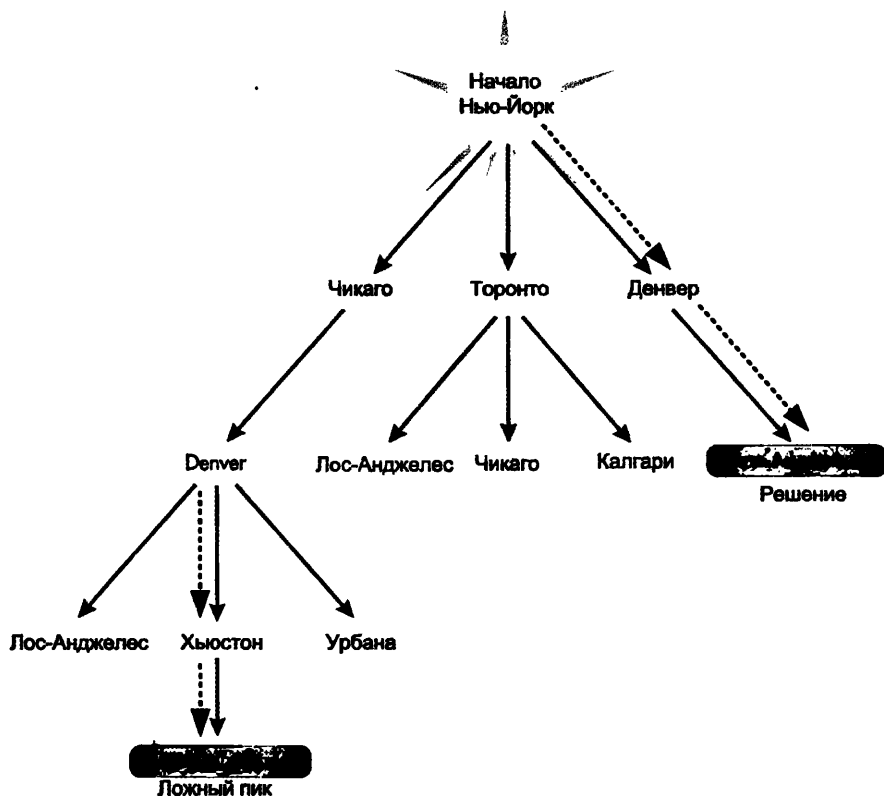 Начало
Нью-Йорк
Чикаго
Торонто
Денвер
Denver
Лос-Анджелес
Чикаго
Калгари
Решение
Лос-Анджелес
Хьюстон
Урбана
Ложный пик